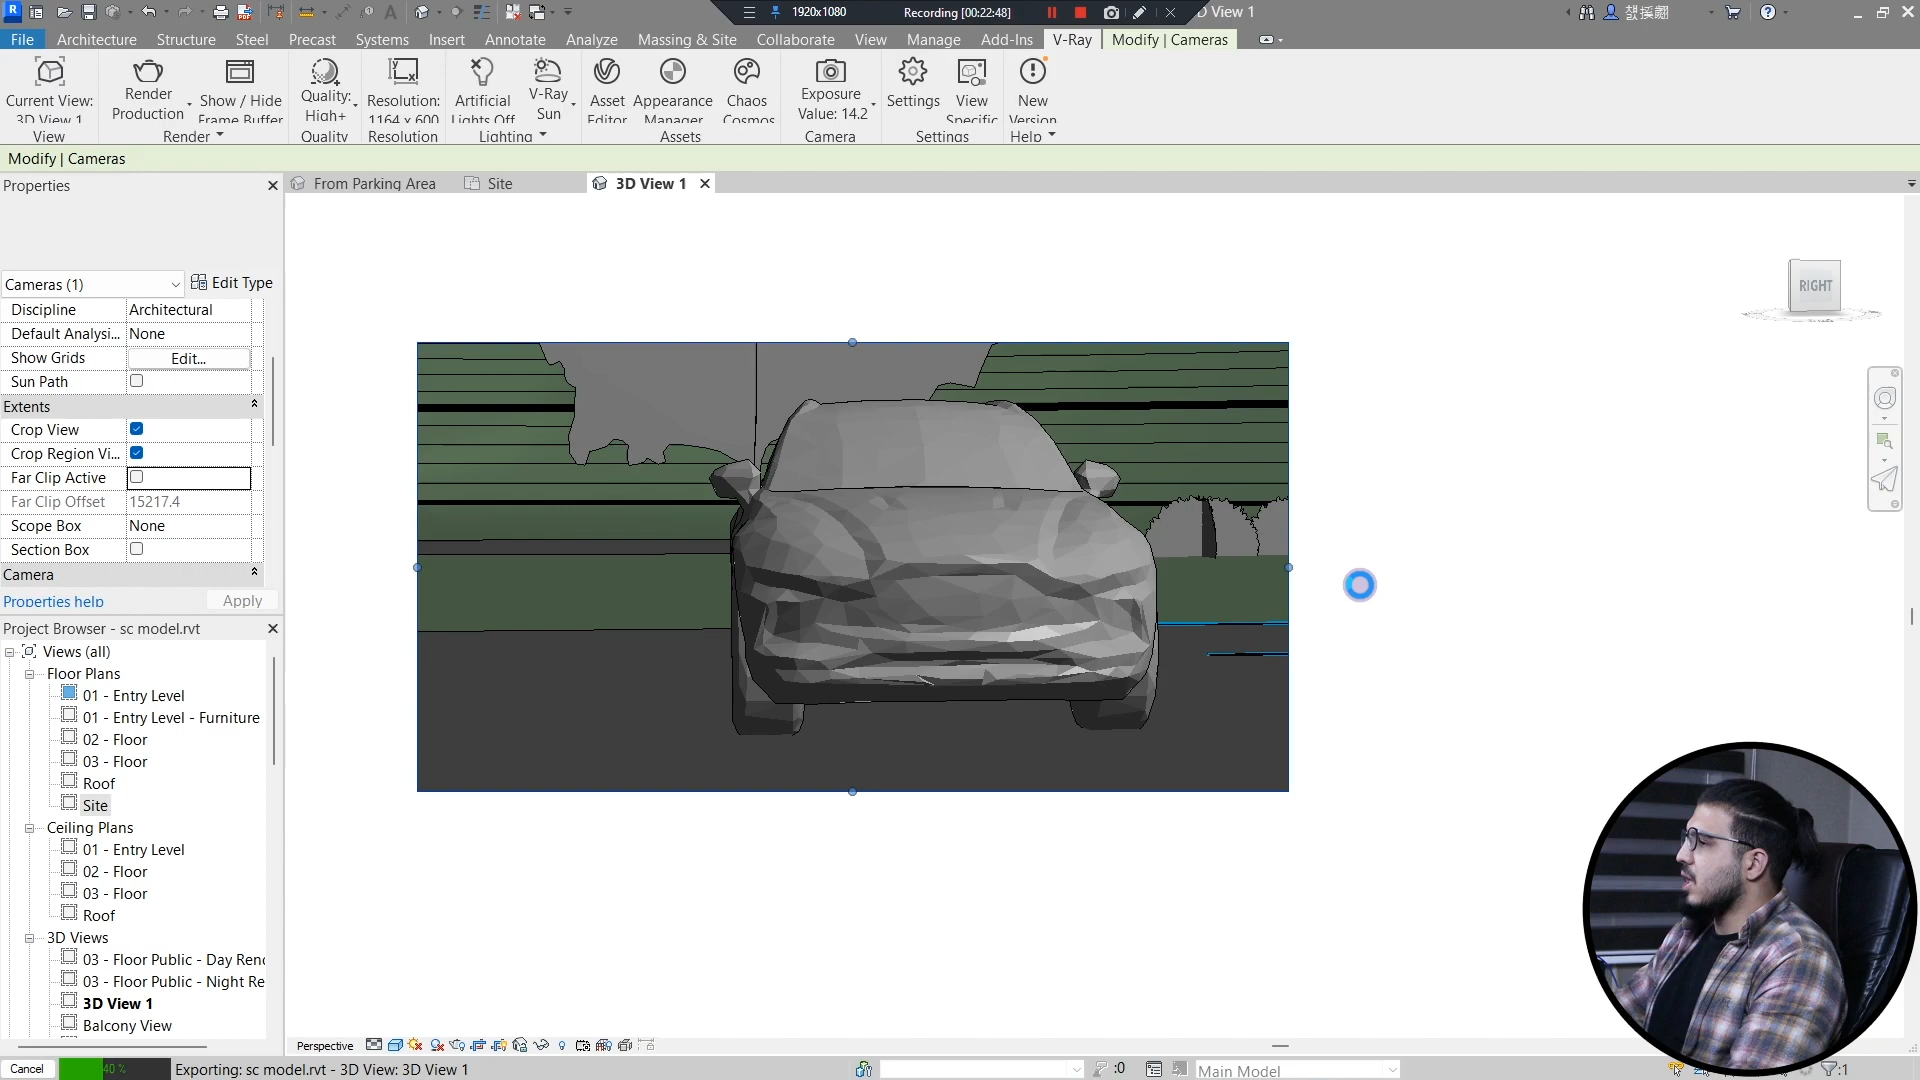 1920x1080
Recording [00:22:48]
D View 1
File
Architecture
Structure
Steel
Precast
Systems
Insert
Annotate
Analyze
Massing & Site
Collaborate
View
Manage
Add-Ins
V-Ray
Modify | Cameras
Current View:
3D View 1
View
Render
Production
Show / Hide
Frame Buffer
Render
Quality:
High+
Quality
Resolution:
1164 x 600
Resolution
Artificial
Lights Off
V-Ray
Sun
Lighting
Asset
Editor
Appearance
Manager
Chaos
Cosmos
Assets
Exposure
Value: 14.2
Camera
Settings
View
Specific
Settings
New
Version
Help
Modify | Cameras
Properties
From Parking Area
Site
3D View 1
Cameras (1)
Edit Type
Discipline
Architectural
Default Analysi...
None
Show Grids
Edit...
Sun Path
Extents
Crop View
Crop Region Vi...
Far Clip Active
Far Clip Offset
15217.4
Scope Box
None
Section Box
Camera
Properties help
Apply
RIGHT
Project Browser - sc model.rvt
Views (all)
Floor Plans
01 - Entry Level
01 - Entry Level - Furniture
02 - Floor
03 - Floor
Roof
Site
Ceiling Plans
01 - Entry Level
02 - Floor
03 - Floor
Roof
3D Views
03 - Floor Public - Day Rend
03 - Floor Public - Night Re
3D View 1
Balcony View
Perspective
Cancel
40 %
Exporting: sc model.rvt - 3D View: 3D View 1
:0
Main Model
:1